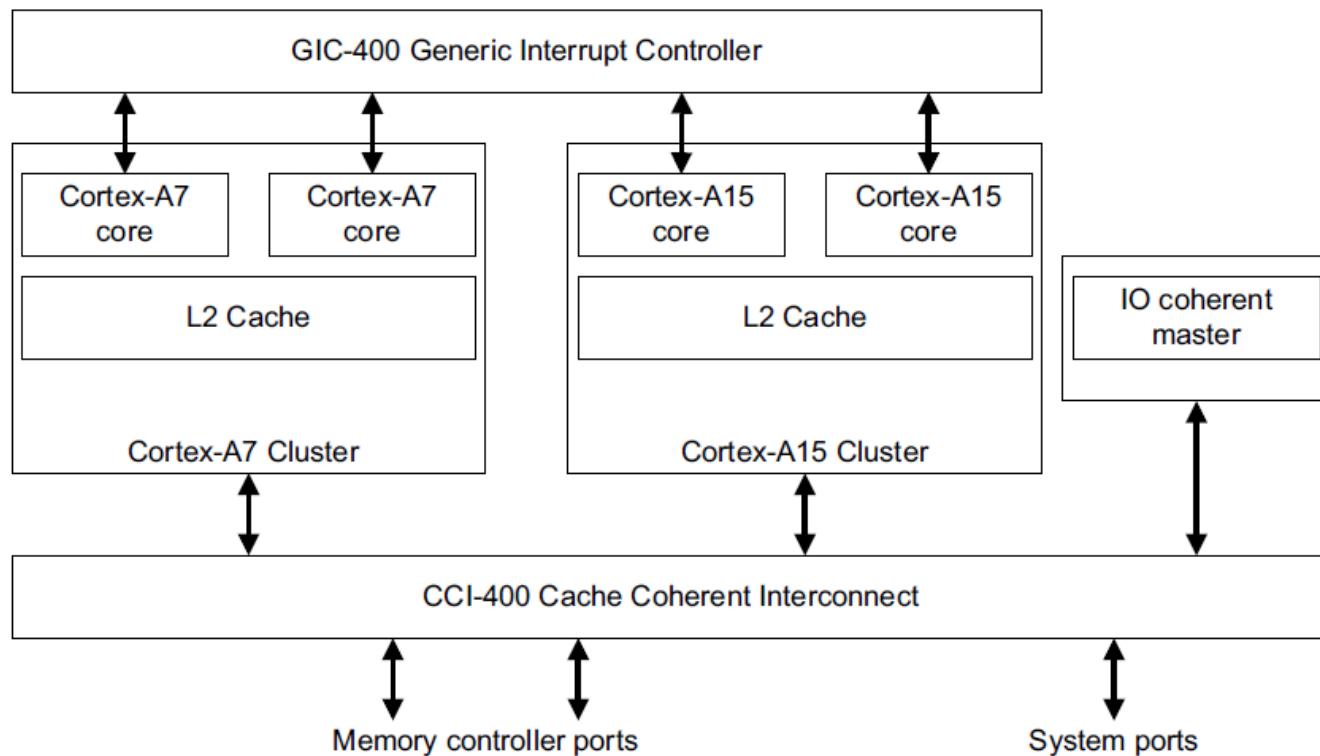 GIC-400 Generic Interrupt Controller
Cortex-A7
core
Cortex-A7
core
Cortex-A15
core
Cortex-A15
core
L2 Cache
L2 Cache
IO coherent
master
Cortex-A7 Cluster
Cortex-A15 Cluster
CCI-400 Cache Coherent Interconnect
Memory controller ports
System ports